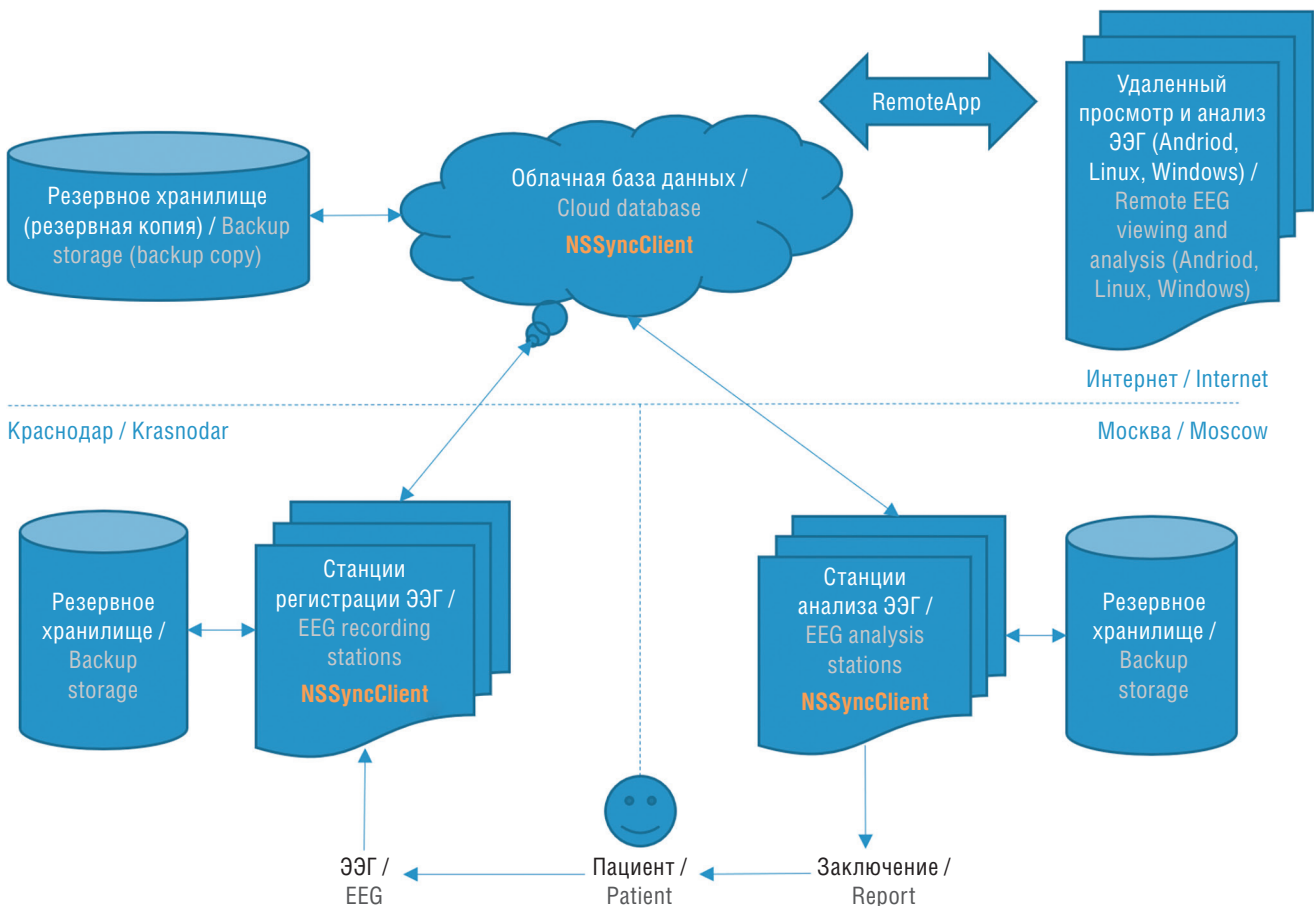 RemoteApp
Удаленный
просмотр и анализ
ЭЭГ (Andriod,
Linux, Windows) /
Remote EEG
viewing and
analysis (Andriod,
Linux, Windows)
Резервное хранилище
(резервная копия) / Backup
storage (backup copy)
Облачная база данных /
Cloud database
NSSyncClient
Интернет / Internet
Краснодар / Krasnodar
Москва / Moscow
Резервное
хранилище /
Backup
storage
Станции
регистрации ЭЭГ /
EEG recording
stations
NSSyncClient
Станции
анализа ЭЭГ /
EEG analysis
stations
NSSyncClient
Резервное
хранилище /
Backup
storage
ЭЭГ /
EEG
Пациент /
Patient
Заключение /
Report